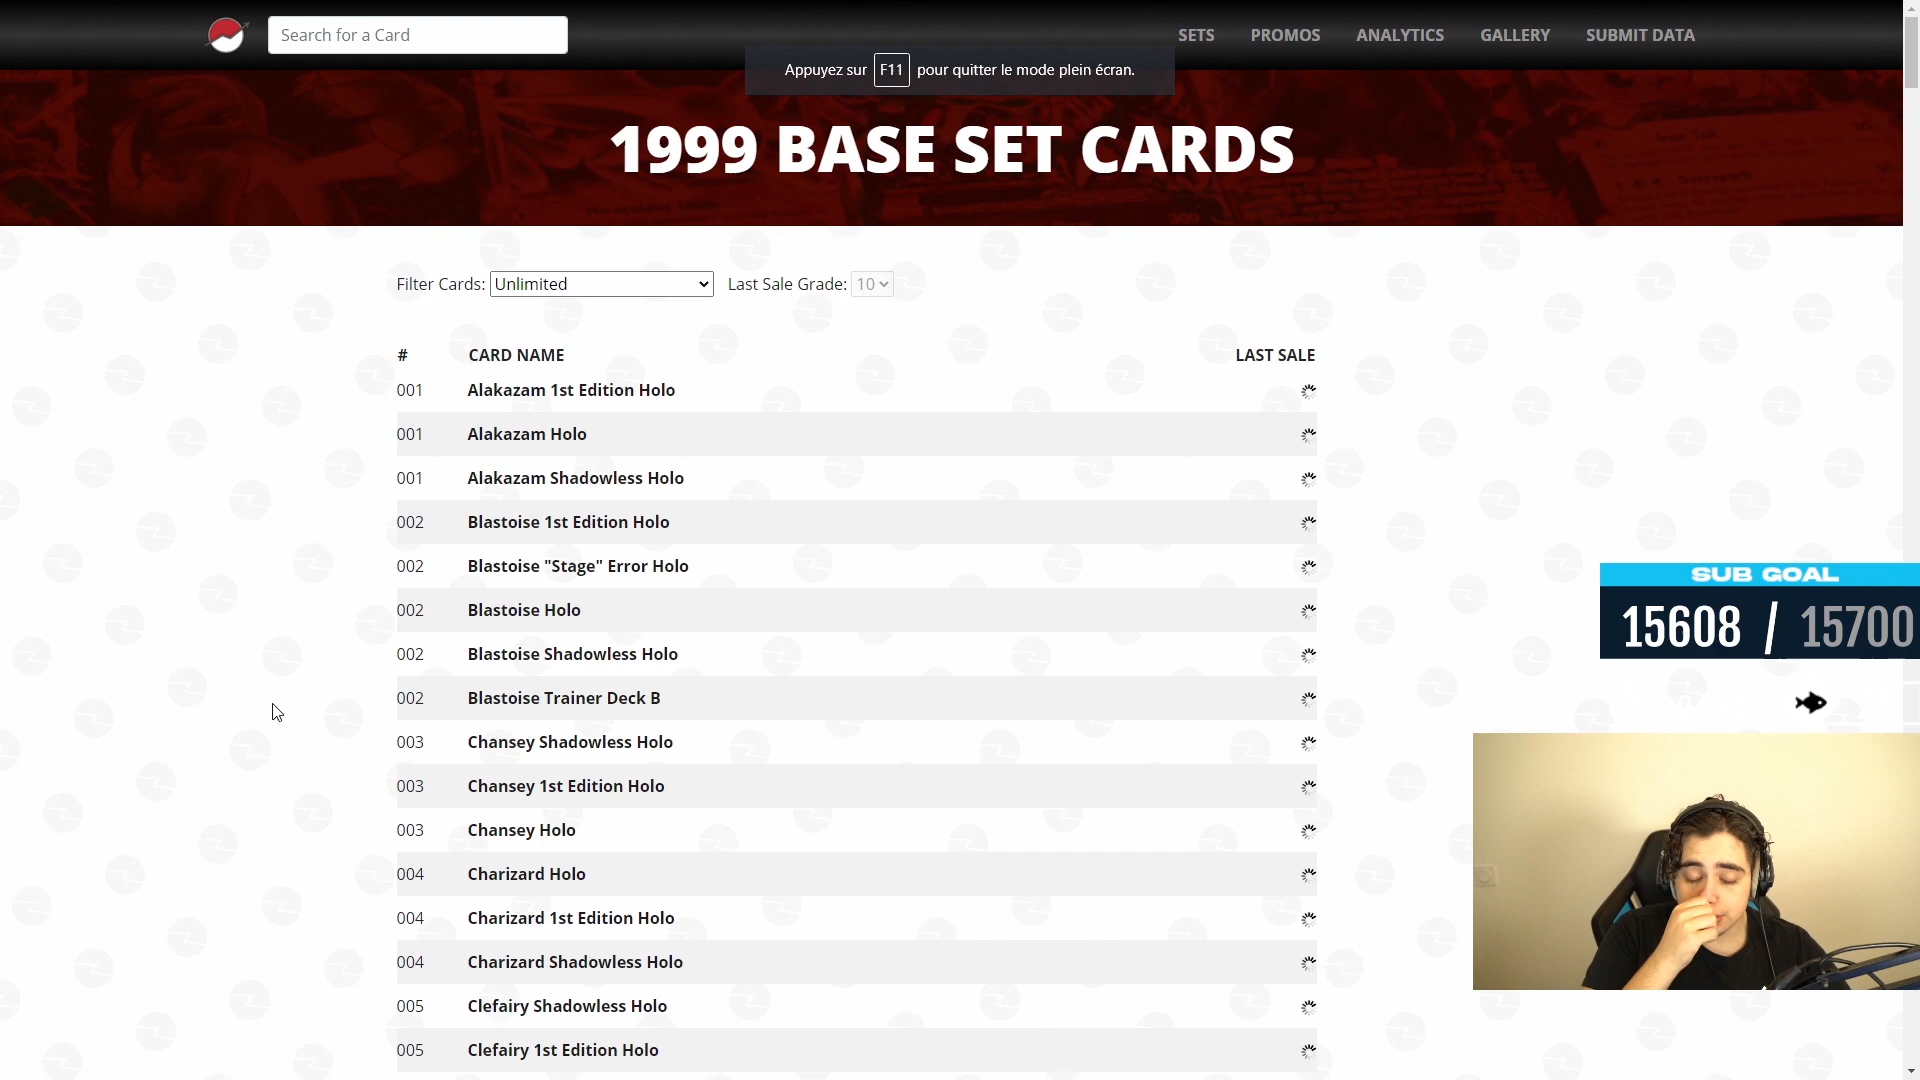 Search for a Card
SETS PROMOS ANALYTICS GALLERY SUBMIT DATA
Appuyez sur F11 pour quitter le mode plein écran.
1999 BASE SET CARDS
Filter Cards: Unlimited Last Sale Grade: 10
# CARD NAME LAST SALE
001 Alakazam 1st Edition Holo
001 Alakazam Holo
001 Alakazam Shadowless Holo
002 Blastoise 1st Edition Holo
002 Blastoise "Stage" Error Holo
002 Blastoise Holo
002 Blastoise Shadowless Holo
002 Blastoise Trainer Deck B
003 Chansey Shadowless Holo
003 Chansey 1st Edition Holo
003 Chansey Holo
004 Charizard Holo
004 Charizard 1st Edition Holo
004 Charizard Shadowless Holo
005 Clefairy Shadowless Holo
005 Clefairy 1st Edition Holo
SUB GOAL
15608 / 15700